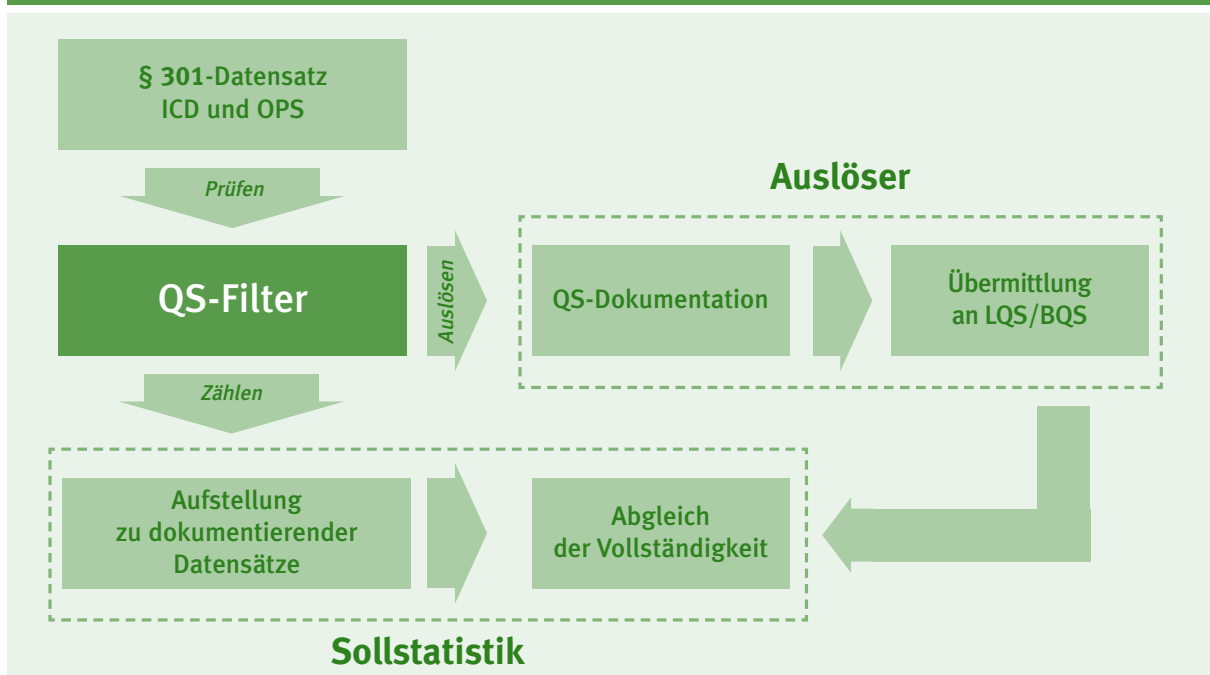 § 301-Datensatz
ICD und OPS
Prüfen
Auslöser
QS-Filter
Auslösen
QS-Dokumentation
Übermittlung
an LQS/BQS
Zählen
Aufstellung
zu dokumentierender
Datensätze
Abgleich
der Vollständigkeit
Sollstatistik